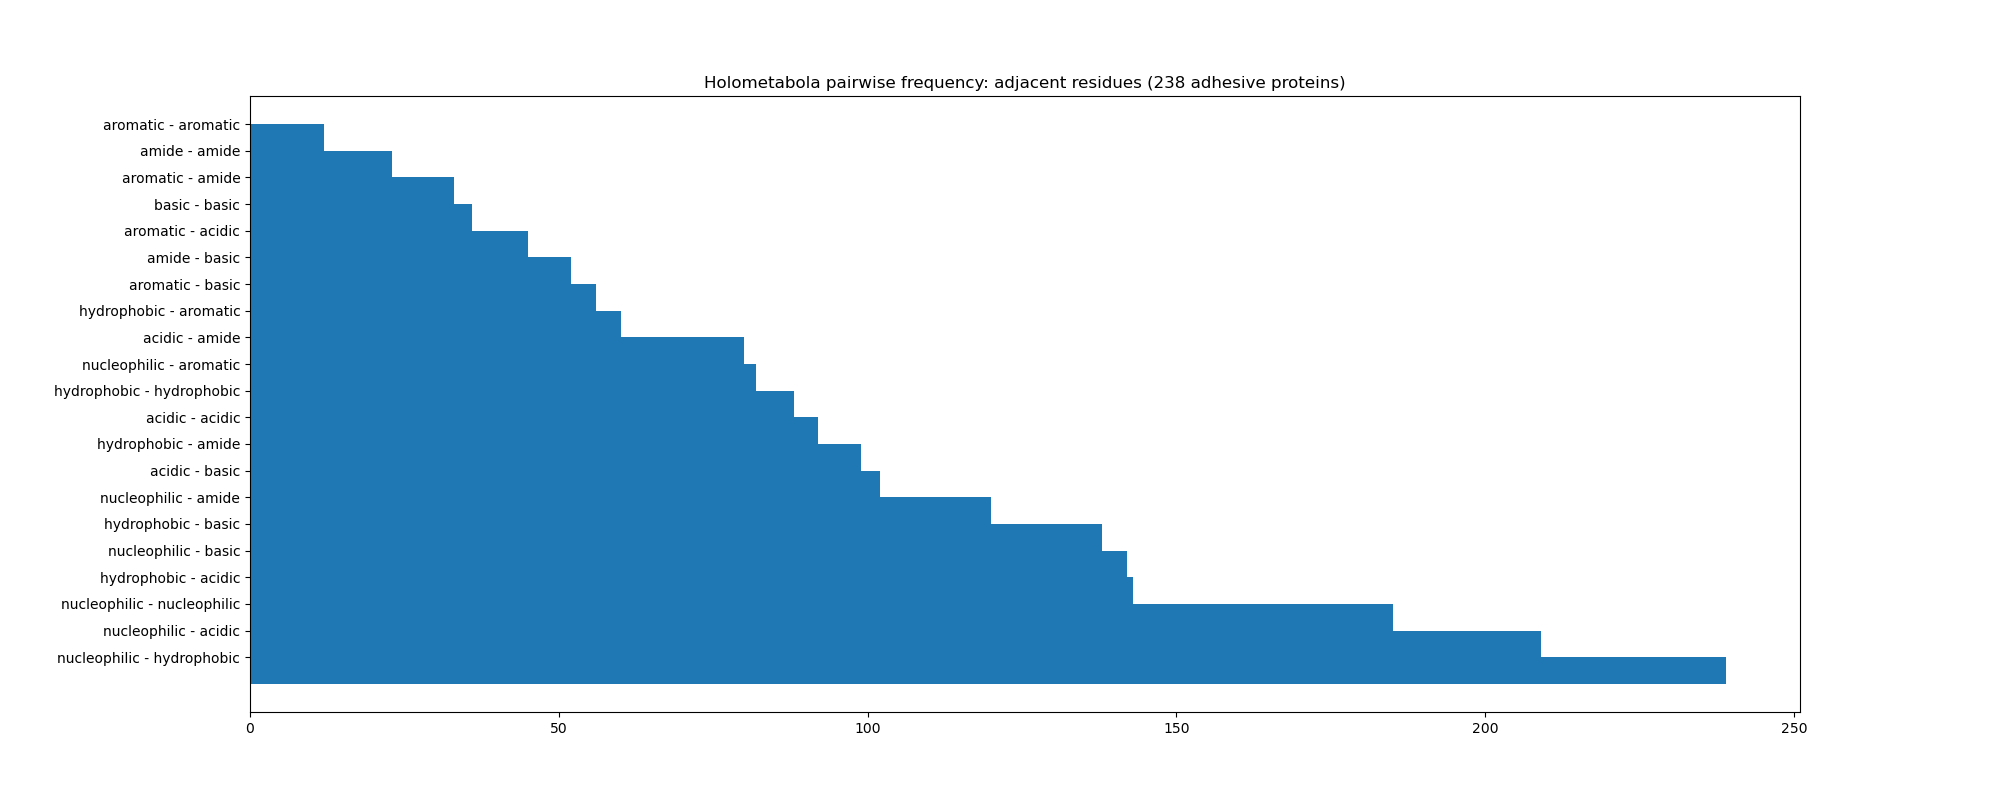 Holometabola pairwise frequency: adjacent residues (238 adhesive proteins)
aromatic - aromatic
amide - amide
aromatic - amide
basic - basic
aromatic - acidic
amide - basic
aromatic - basic
hydrophobic - aromatic
acidic - amide
nucleophilic - aromatic
hydrophobic - hydrophobic
acidic - acidic
hydrophobic - amide
acidic - basic
nucleophilic - amide
hydrophobic - basic
nucleophilic - basic
hydrophobic - acidic
nucleophilic - nucleophilic
nucleophilic - acidic
nucleophilic - hydrophobic
0 50 100 150 200 250